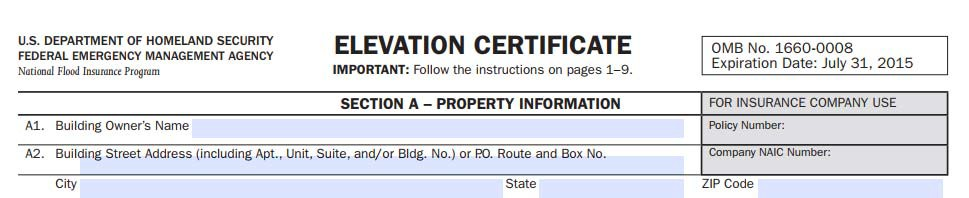 U.S. DEPARTMENT OF HOMELAND SECURITY
FEDERAL EMERGENCY MANAGEMENT AGENCY
National Flood Insurance Program
ELEVATION CERTIFICATE
IMPORTANT: Follow the instructions on pages 1–9.
OMB No. 1660-0008
Expiration Date: July 31, 2015
SECTION A – PROPERTY INFORMATION
FOR INSURANCE COMPANY USE
A1. Building Owner's Name
Policy Number:
A2. Building Street Address (including Apt., Unit, Suite, and/or Bldg. No.) or P.O. Route and Box No.
Company NAIC Number:
City State ZIP Code